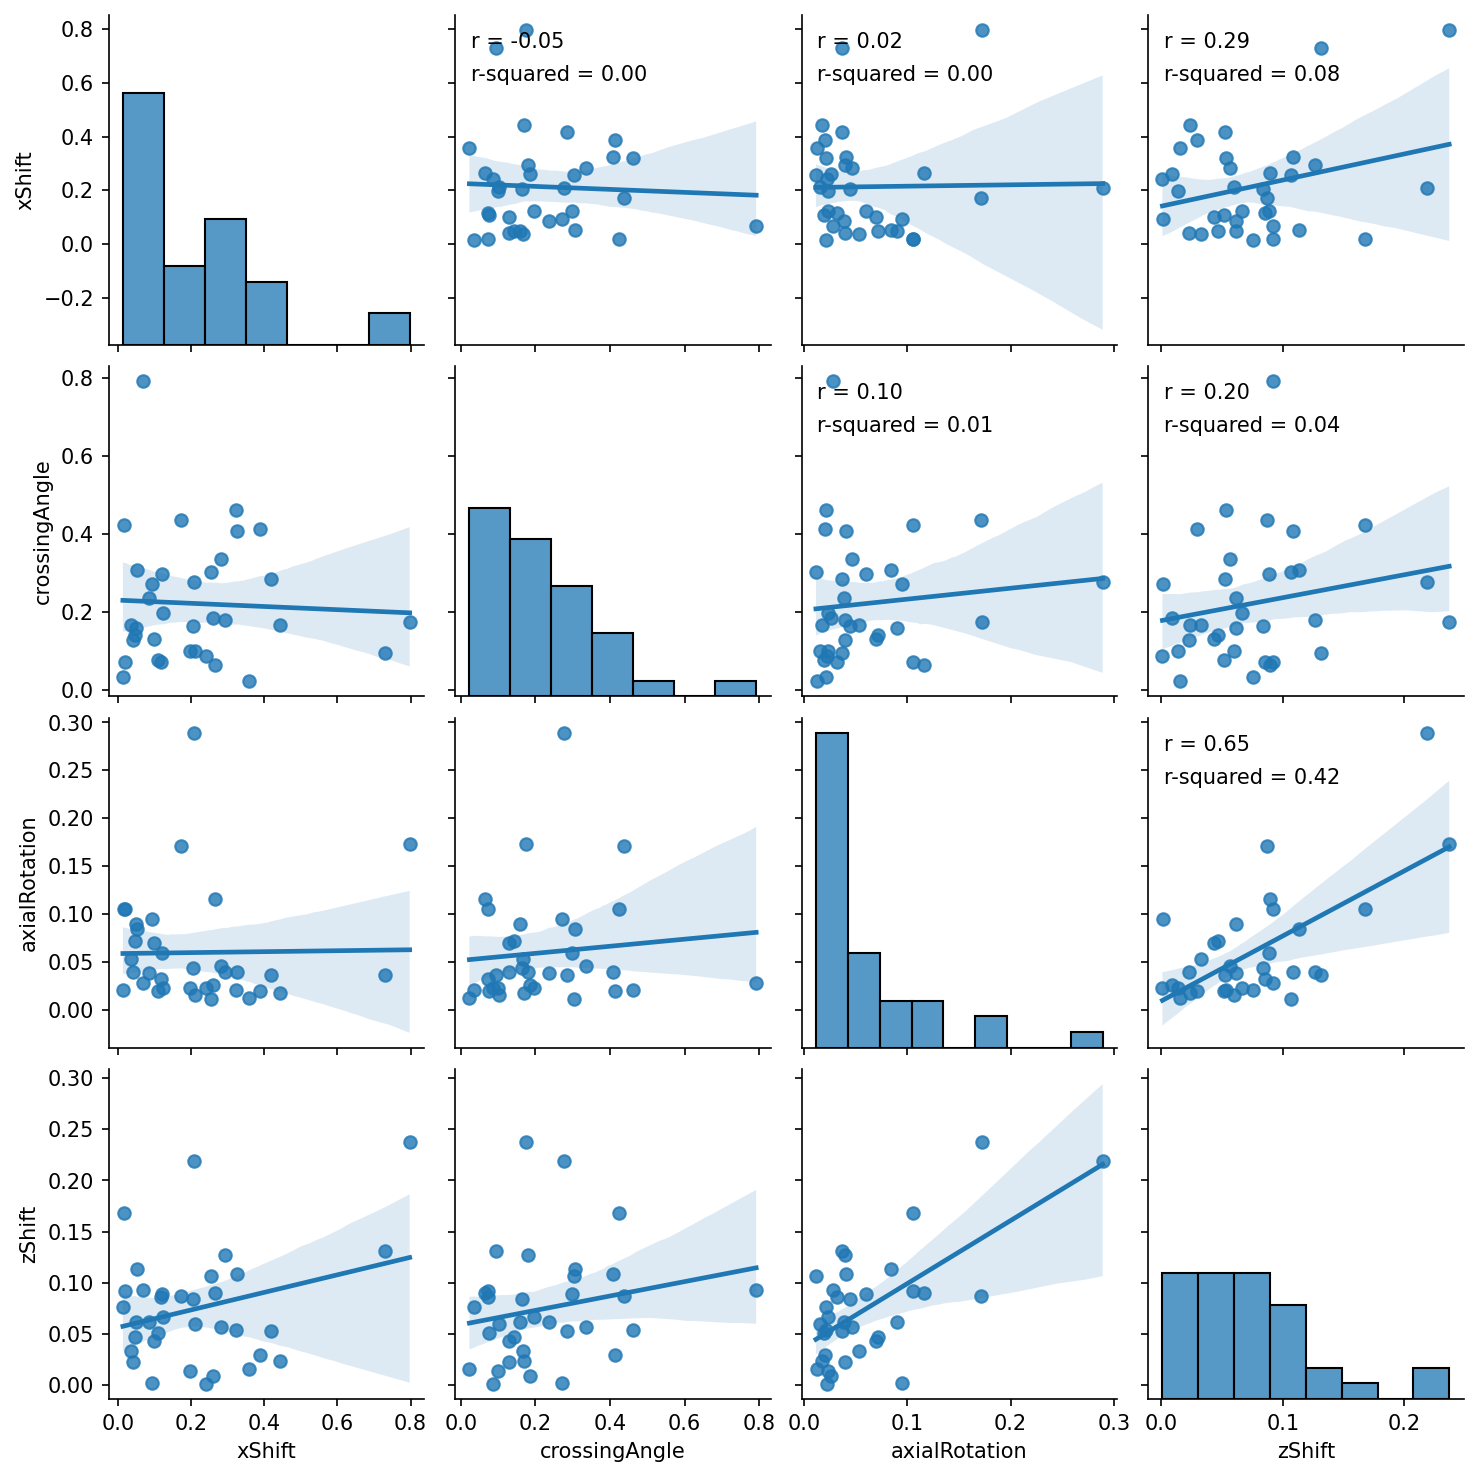 0.8
0.6
0.4
0.2
0.0
−0.2
xShift
r = -0.05
r-squared = 0.00
r = 0.02
r-squared = 0.00
r = 0.29
r-squared = 0.08
0.8
0.6
0.4
0.2
0.0
crossingAngle
r = 0.10
r-squared = 0.01
r = 0.20
r-squared = 0.04
0.30
0.25
0.20
0.15
0.10
0.05
0.00
axialRotation
r = 0.65
r-squared = 0.42
0.30
0.25
0.20
0.15
0.10
0.05
0.00
zShift
0.0 0.2 0.4 0.6 0.8
xShift
0.0 0.2 0.4 0.6 0.8
crossingAngle
0.0 0.1 0.2 0.3
axialRotation
0.0 0.1 0.2
zShift